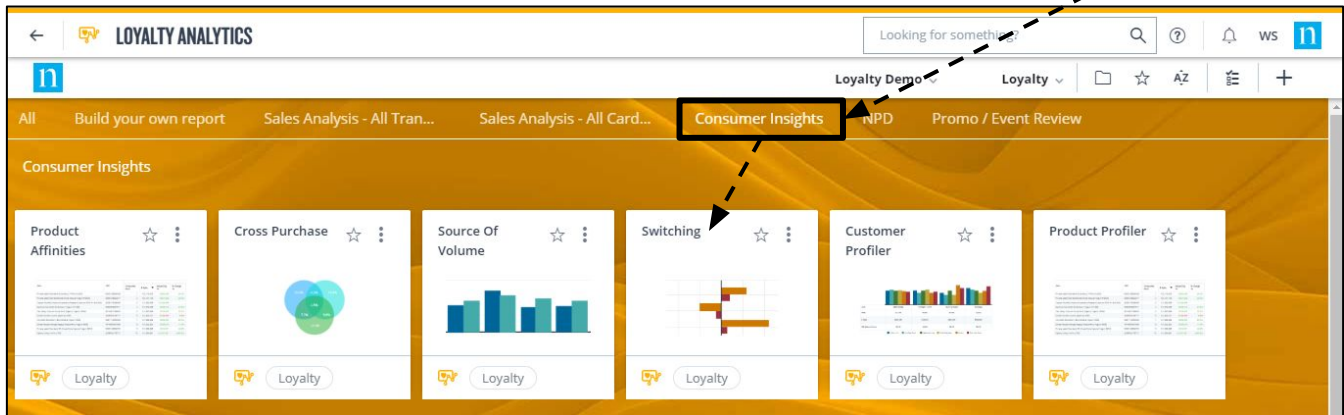 LOYALTY ANALYTICS
Looking for something?
WS
n
n
Loyalty Demo
Loyalty
AZ
All
Build your own report
Sales Analysis - All Tran...
Sales Analysis - All Card...
Consumer Insights
NPD
Promo / Event Review
Consumer Insights
Product
Affinities
Cross Purchase
Source Of
Volume
Switching
Customer
Profiler
Product Profiler
Loyalty
Loyalty
Loyalty
Loyalty
Loyalty
Loyalty